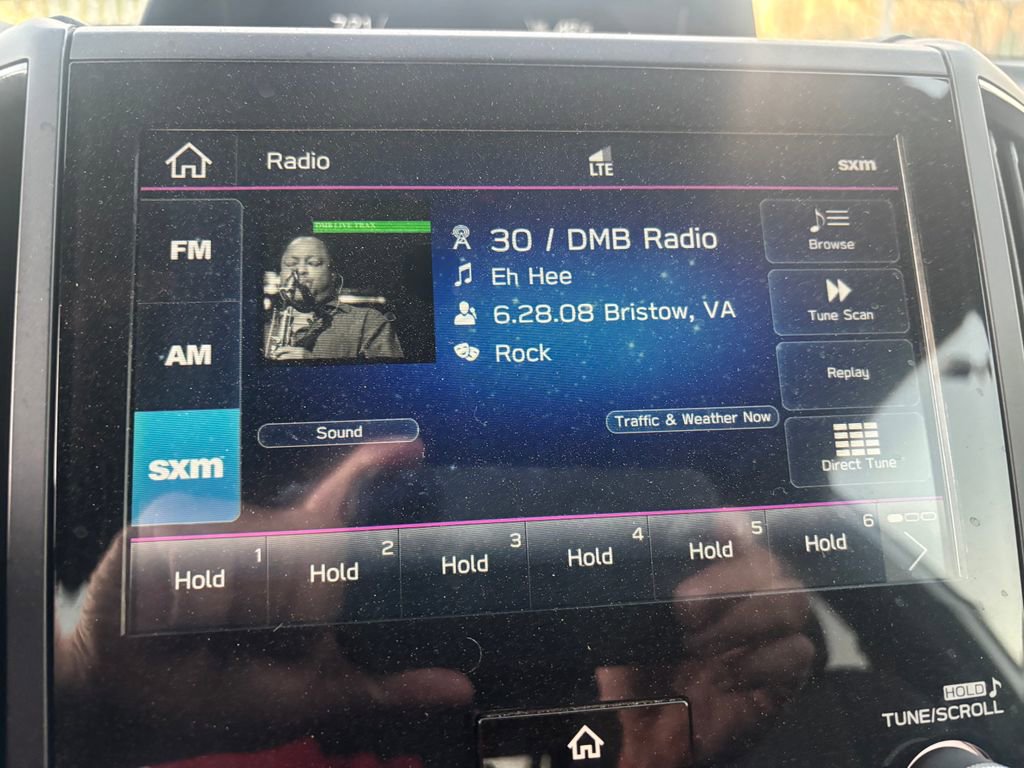 Radio
LTE
sxm
FM
AM
sxm
DMB LIVE TRAX
30 / DMB Radio
Eh Hee
6.28.08 Bristow, VA
Rock
Browse
Tune Scan
Replay
Direct Tune
Sound
Traffic & Weather Now
Hold 1
Hold 2
Hold 3
Hold 4
Hold 5
Hold 6
HOLD
TUNE/SCROLL